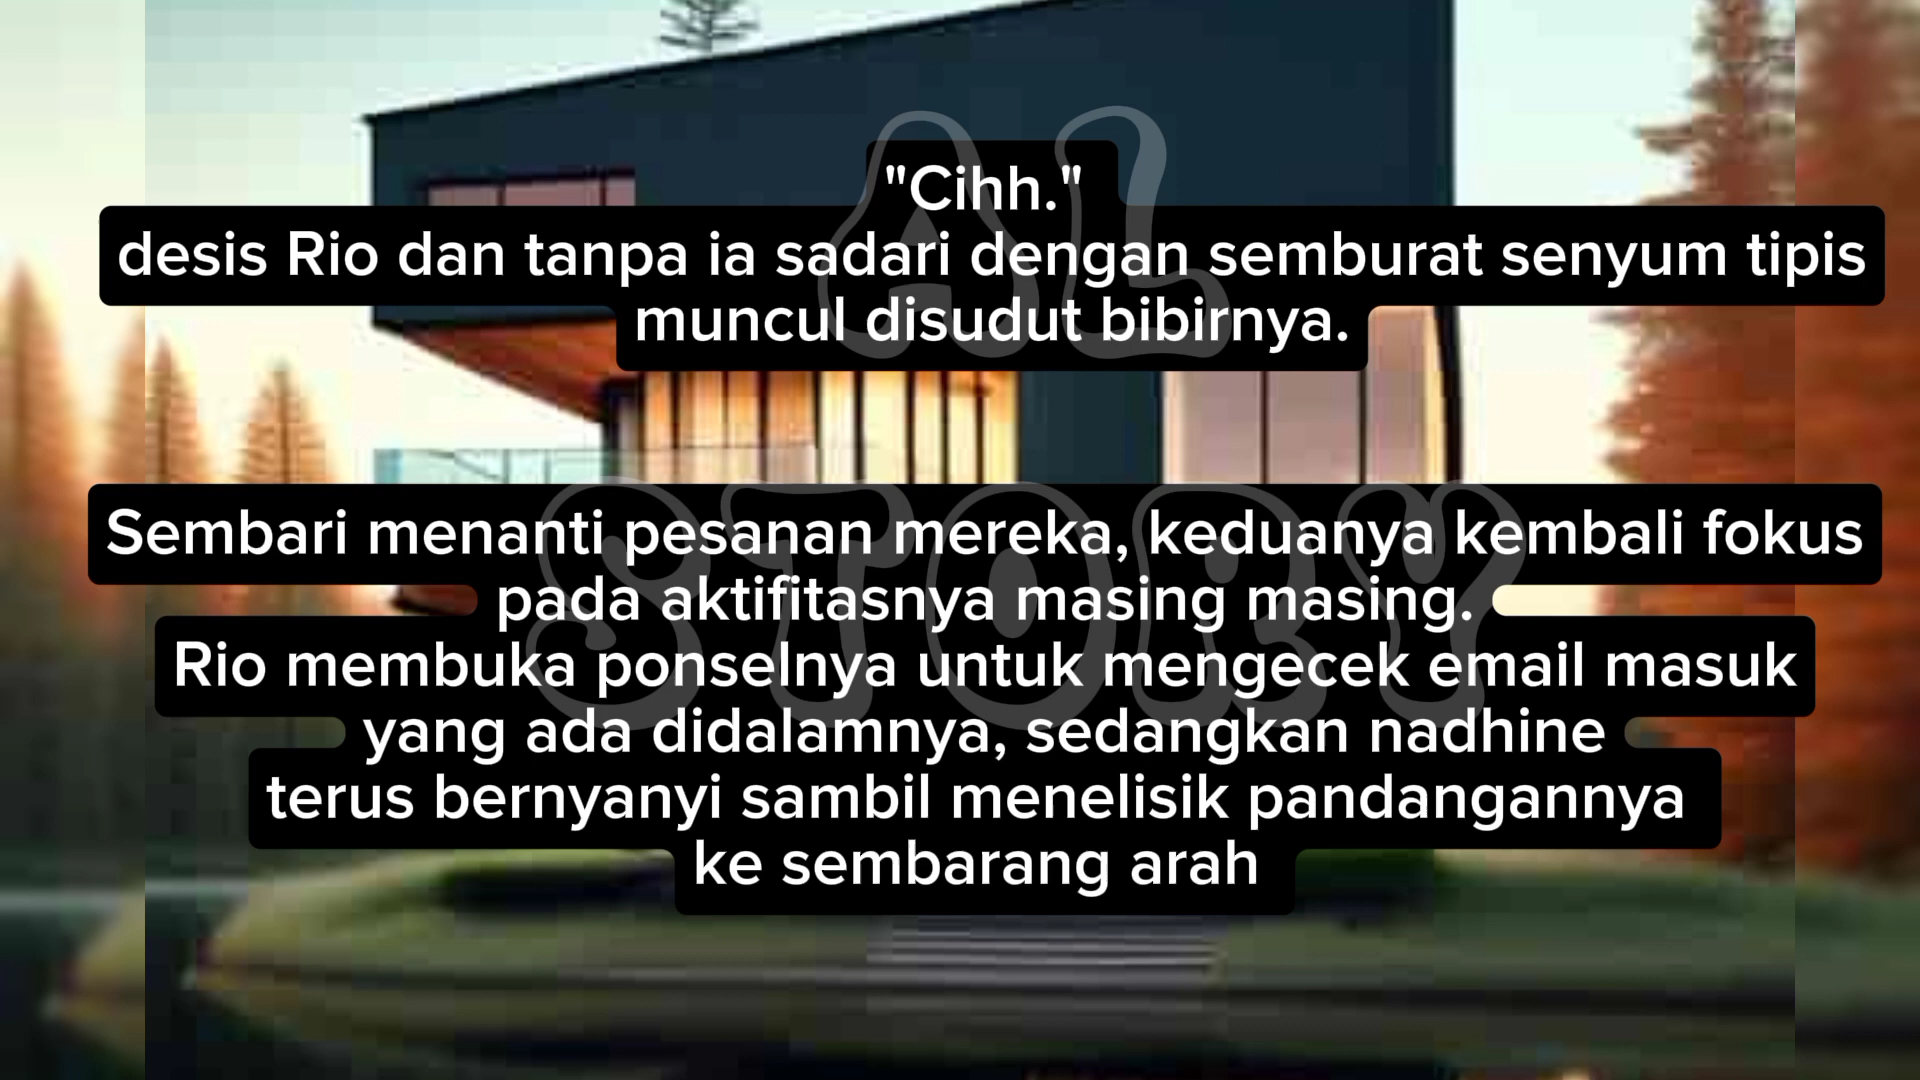 "Cihh."
desis Rio dan tanpa ia sadari dengan semburat senyum tipis
muncul disudut bibirnya.
Sembari menanti pesanan mereka, keduanya kembali fokus
pada aktifitasnya masing masing.
Rio membuka ponselnya untuk mengecek email masuk
yang ada didalamnya, sedangkan nadhine
terus bernyanyi sambil menelisik pandangannya
ke sembarang arah
AL
STORY